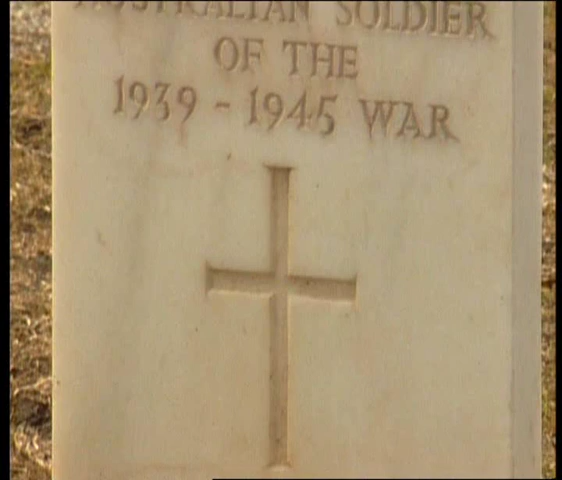 AUSTRALIAN SOLDIER
OF THE
1939 - 1945 WAR